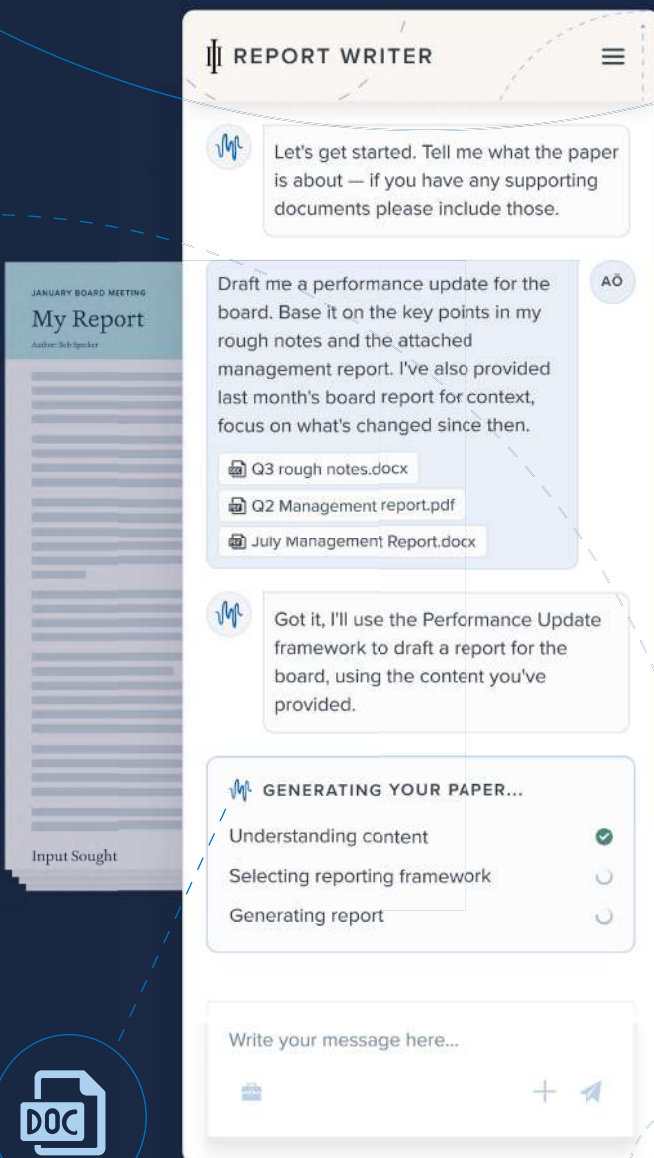 REPORT WRITER
Let's get started. Tell me what the paper
is about — if you have any supporting
documents please include those.
JANUARY BOARD MEETING
My Report
Author: Bob Specker
Input Sought
Draft me a performance update for the
board. Base it on the key points in my
rough notes and the attached
management report. I've also provided
last month's board report for context,
focus on what's changed since then.
AÖ
Q3 rough notes.docx
Q2 Management report.pdf
July Management Report.docx
Got it, I'll use the Performance Update
framework to draft a report for the
board, using the content you've
provided.
GENERATING YOUR PAPER...
Understanding content
Selecting reporting framework
Generating report
Write your message here...
DOC